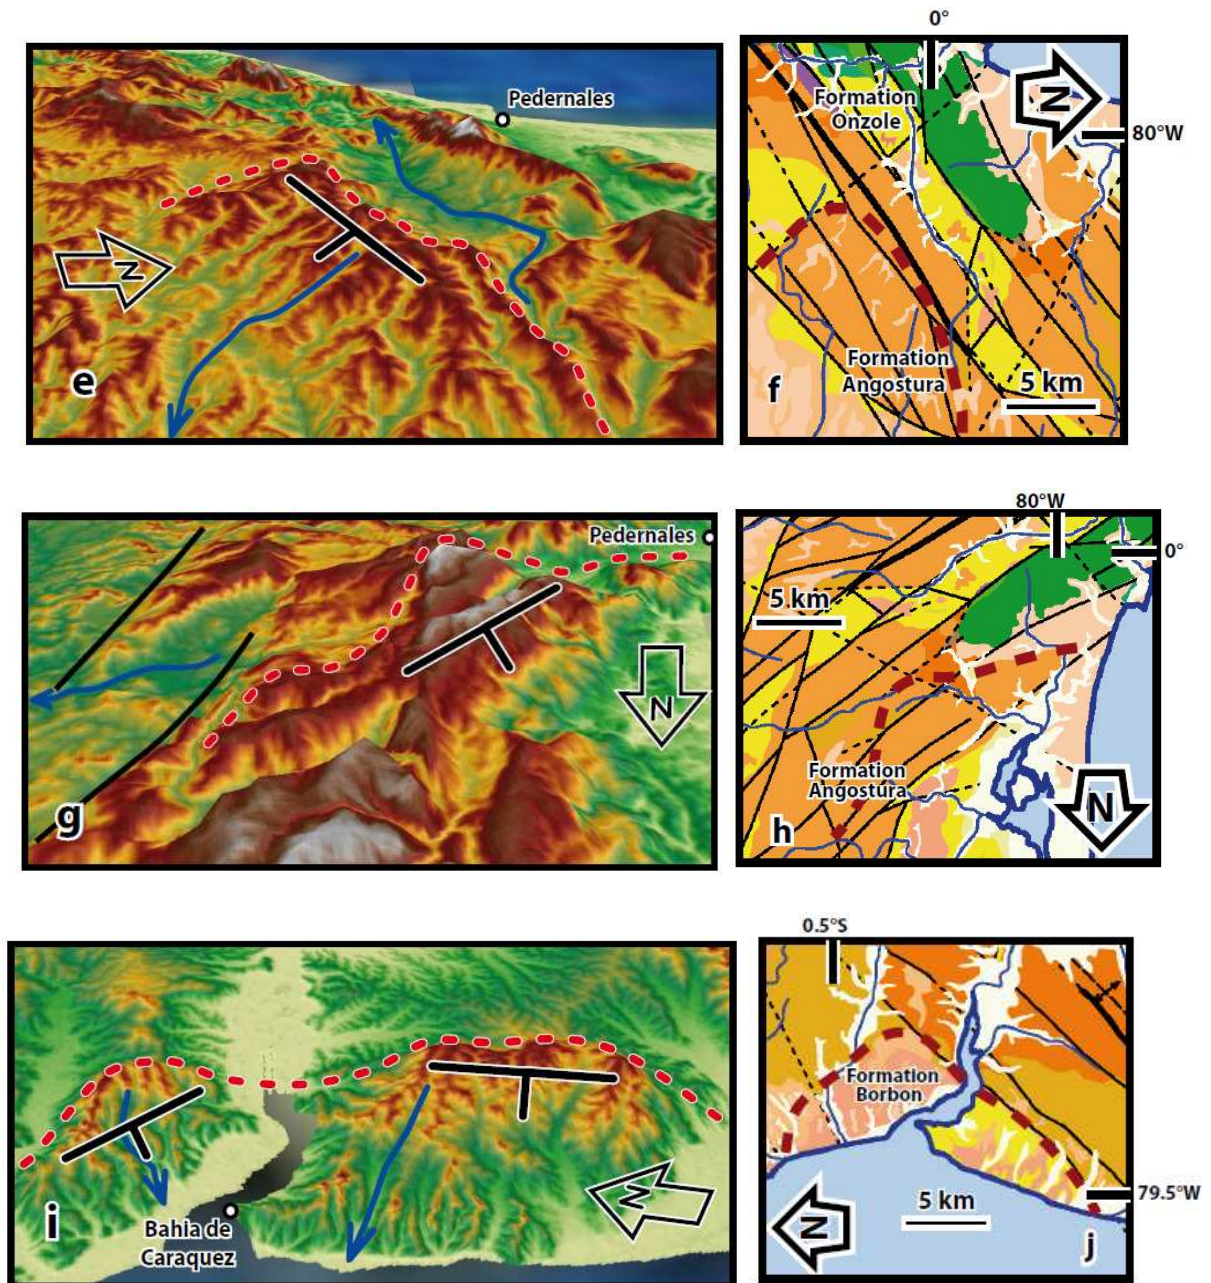 0°
Pedernales
Formation
Onzole
N
80°W
N
e
Formation
Angostura
5 km
f
80°W
Pedernales
0°
5 km
N
g
Formation
Angostura
N
h
0.5°S
Formation
Borbon
79.5°W
N
i
Bahia de
Caraquez
5 km
N
j